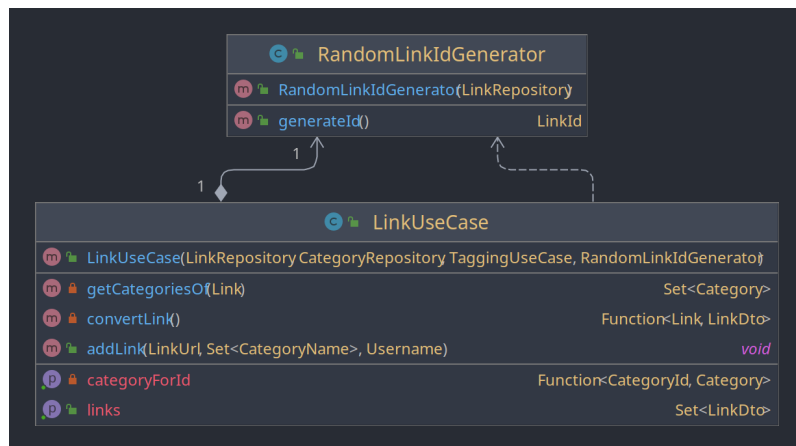 RandomLinkIdGenerator
RandomLinkIdGenerator(LinkRepository)
generateId() LinkId
1
1
LinkUseCase
LinkUseCase(LinkRepository, CategoryRepository, TaggingUseCase, RandomLinkIdGenerator)
getCategoriesOf(Link) Set<Category>
convertLink() Function<Link, LinkDto>
addLink(LinkUrl, Set<CategoryName>, Username) void
categoryForId Function<CategoryId, Category>
links Set<LinkDto>